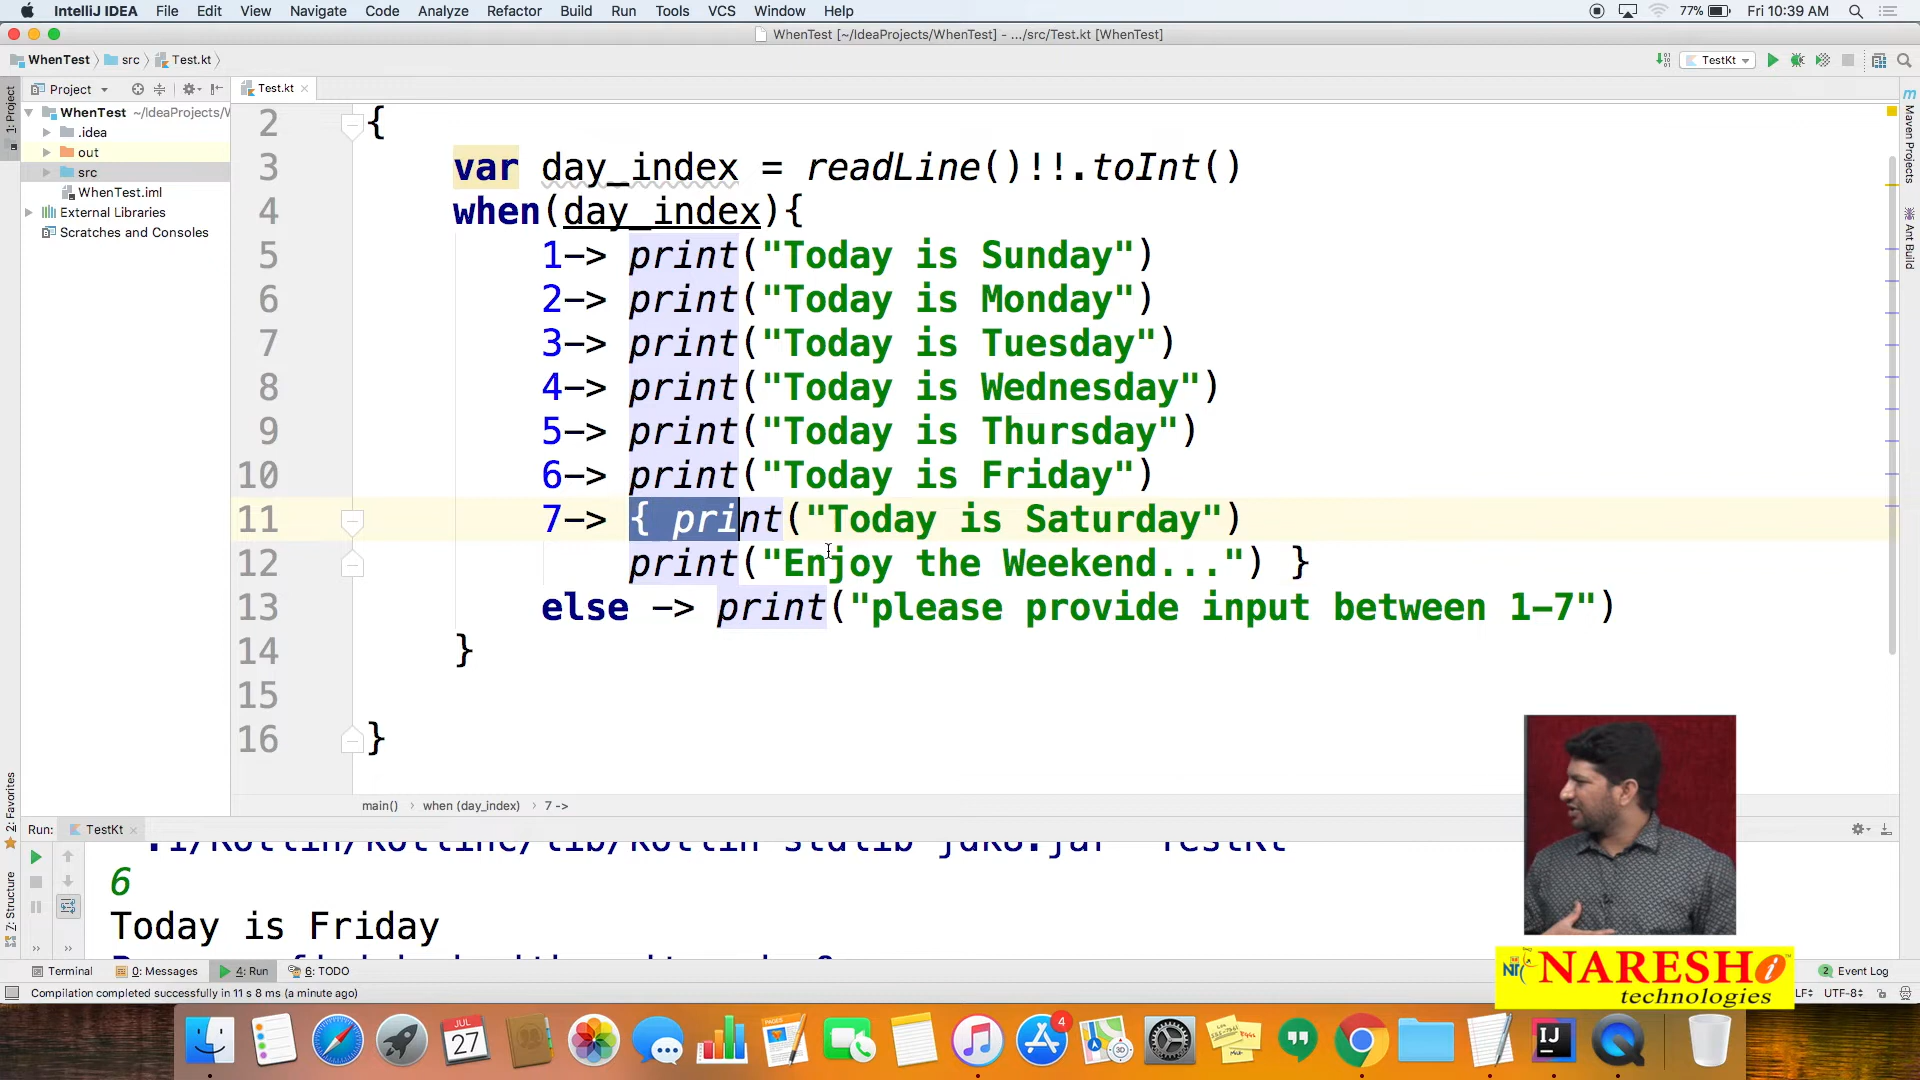 IntelliJ IDEA File Edit View Navigate Code Analyze Refactor Build Run Tools VCS Window Help 77% Fri 10:39 AM
WhenTest [~/IdeaProjects/WhenTest] - .../src/Test.kt [WhenTest]
WhenTest src Test.kt TestKt
Project Test.kt
WhenTest ~/IdeaProjects/W
.idea
out
src
WhenTest.iml
External Libraries
Scratches and Consoles
1: Project
2: Favorites
Z: Structure
Maven Projects
Ant Build
2 {
3 var day_index = readLine()!!.toInt()
4 when(day_index){
5 1-> print("Today is Sunday")
6 2-> print("Today is Monday")
7 3-> print("Today is Tuesday")
8 4-> print("Today is Wednesday")
9 5-> print("Today is Thursday")
10 6-> print("Today is Friday")
11 7-> { print("Today is Saturday")
12 print("Enjoy the Weekend...") }
13 else -> print("please provide input between 1-7")
14 }
15
16 }
main() when (day_index) 7 ->
Run: TestKt
6
Today is Friday
Terminal 0: Messages 4: Run 6: TODO 2 Event Log
Compilation completed successfully in 11 s 8 ms (a minute ago) LF UTF-8
NARESH i
technologies
JUL
27
PAGES
4
IJ